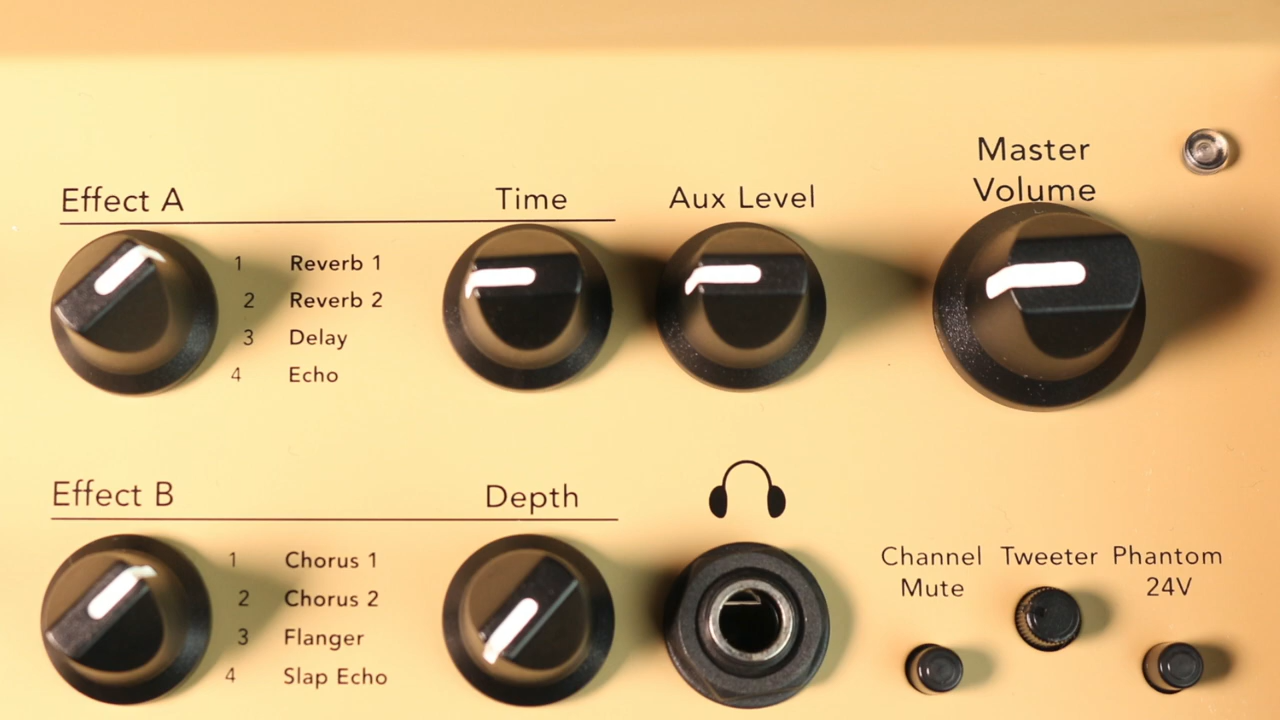 Effect A
Time
Aux Level
Master
Volume
1 Reverb 1
2 Reverb 2
3 Delay
4 Echo
Effect B
Depth
1 Chorus 1
2 Chorus 2
3 Flanger
4 Slap Echo
Channel
Mute
Tweeter
Phantom
24V